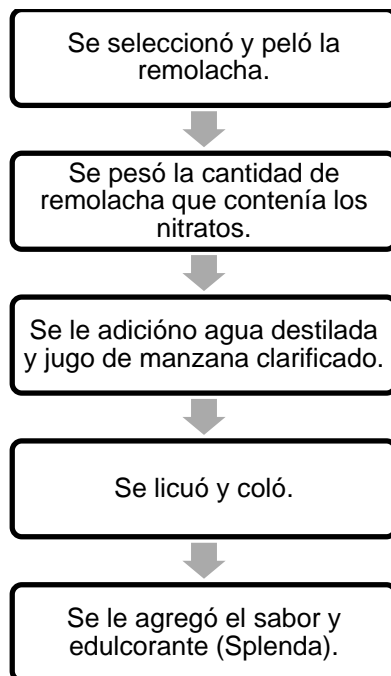 Se seleccionó y peló la
remolacha.
Se pesó la cantidad de
remolacha que contenía los
nitratos.
Se le adicióno agua destilada
y jugo de manzana clarificado.
Se licuó y coló.
Se le agregó el sabor y
edulcorante (Splenda).